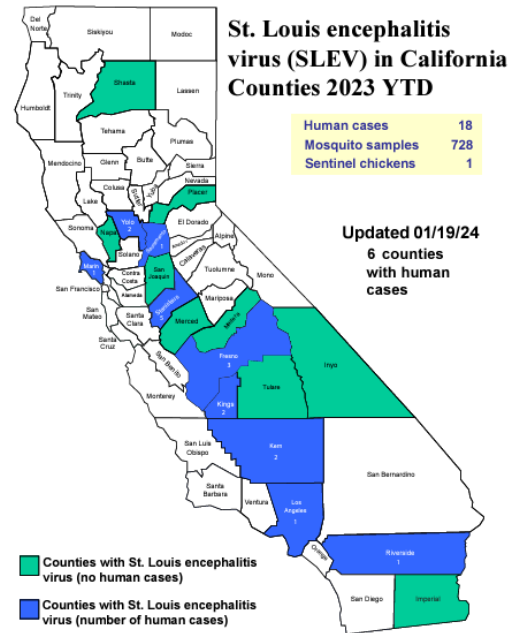 St. Louis encephalitis
virus (SLEV) in California
Counties 2023 YTD
Human cases 18
Mosquito samples 728
Sentinel chickens 1
Updated 01/19/24
6 counties
with human
cases
Del
Norte
Siskiyou
Modoc
Humboldt
Trinity
Shasta
Lassen
Tehama
Plumas
Mendocino
Glenn
Butte
Sierra
Nevada
Colusa
Sutter
Yuba
Placer
Lake
El Dorado
Yolo
2
Sonoma
Napa
Sacramento
1
Alpine
Solano
Calaveras
Marin
Contra
Costa
San
Joaquin
Tuolumne
Mono
San Francisco
Alameda
Stanislaus
Mariposa
San
Mateo
Santa
Clara
Merced
Madera
Santa
Cruz
San Benito
Fresno
3
Inyo
Monterey
Kings
2
Tulare
San Luis
Obispo
Kern
2
San Bernardino
Santa
Barbara
Ventura
Los
Angeles
1
Orange
Riverside
1
San Diego
Imperial
Counties with St. Louis encephalitis
virus (no human cases)
Counties with St. Louis encephalitis
virus (number of human cases)